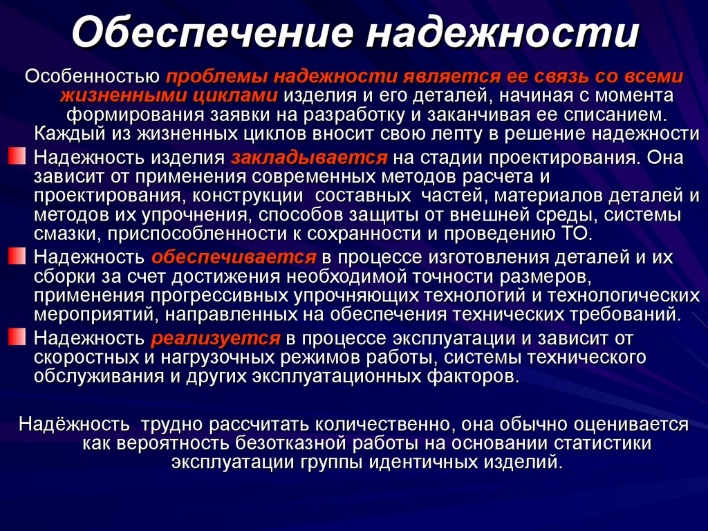 Обеспечение надежности
Особенностью проблемы надежности является ее связь со всеми
жизненными циклами изделия и его деталей, начиная с момента
формирования заявки на разработку и заканчивая ее списанием.
Каждый из жизненных циклов вносит свою лепту в решение надежности
Надежность изделия закладывается на стадии проектирования. Она
зависит от применения современных методов расчета и
проектирования, конструкции составных частей, материалов деталей и
методов их упрочнения, способов защиты от внешней среды, системы
смазки, приспособленности к сохранности и проведению ТО.
Надежность обеспечивается в процессе изготовления деталей и их
сборки за счет достижения необходимой точности размеров,
применения прогрессивных упрочняющих технологий и технологических
мероприятий, направленных на обеспечения технических требований.
Надежность реализуется в процессе эксплуатации и зависит от
скоростных и нагрузочных режимов работы, системы технического
обслуживания и других эксплуатационных факторов.
Надёжность трудно рассчитать количественно, она обычно оценивается
как вероятность безотказной работы на основании статистики
эксплуатации группы идентичных изделий.